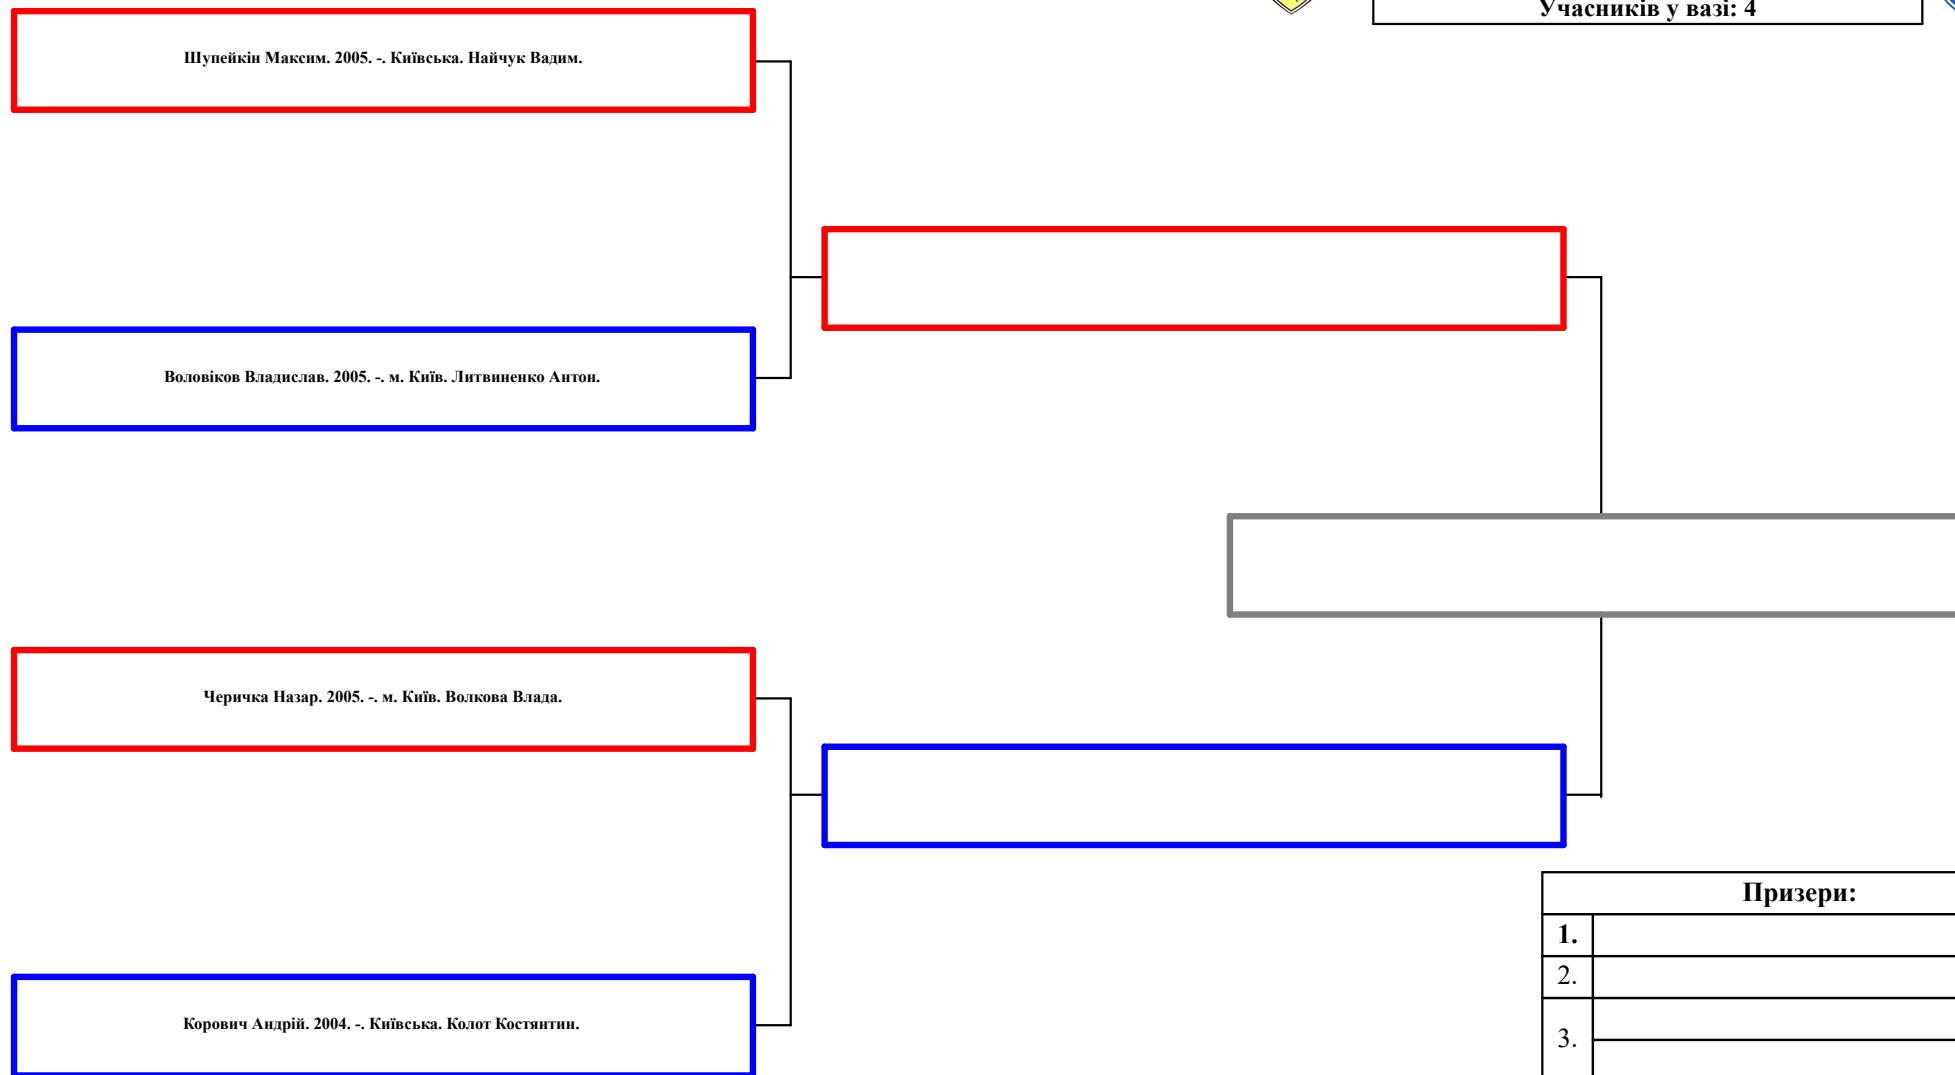 Учасників у вазі: 4
Шупейкін Максим. 2005. -. Київська. Найчук Вадим.
Воловіков Владислав. 2005. -. м. Київ. Литвиненко Антон.
Черичка Назар. 2005. -. м. Київ. Волкова Влада.
Корович Андрій. 2004. -. Київська. Колот Костянтин.
Призери:
1.
2.
3.